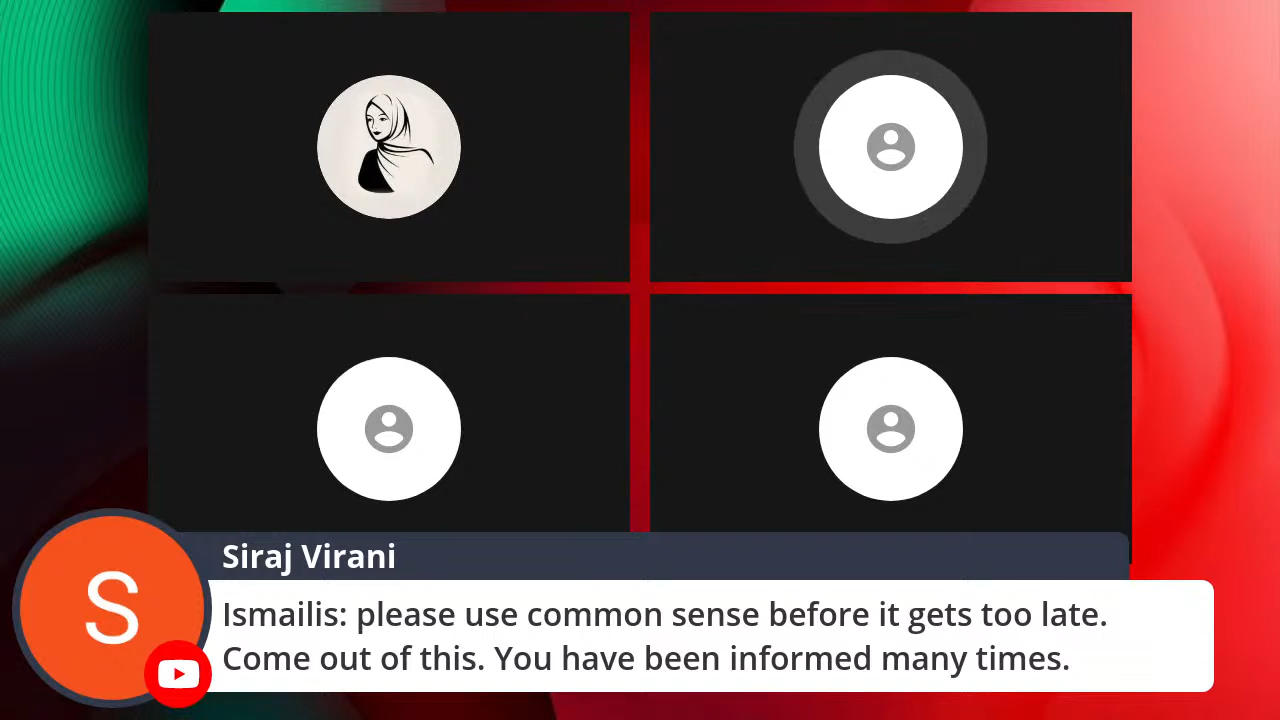 Siraj Virani
S
Ismailis: please use common sense before it gets too late.
Come out of this. You have been informed many times.